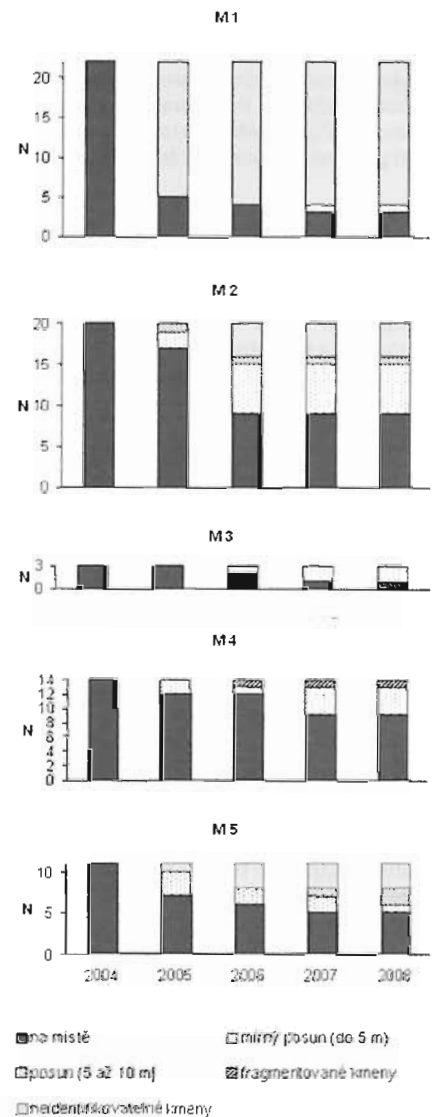 M1
20
15
N
10
5
0
M2
20
15
N
10
5
0
M3
3
N
0
M4
14
12
10
8
N
6
4
2
0
M5
10
N
5
0
2004 2005 2006 2007 2008
na místě mírný posun (do 5 m)
posun (5 až 10 m) fragmentované kmeny
neidentifikovatelné kmeny